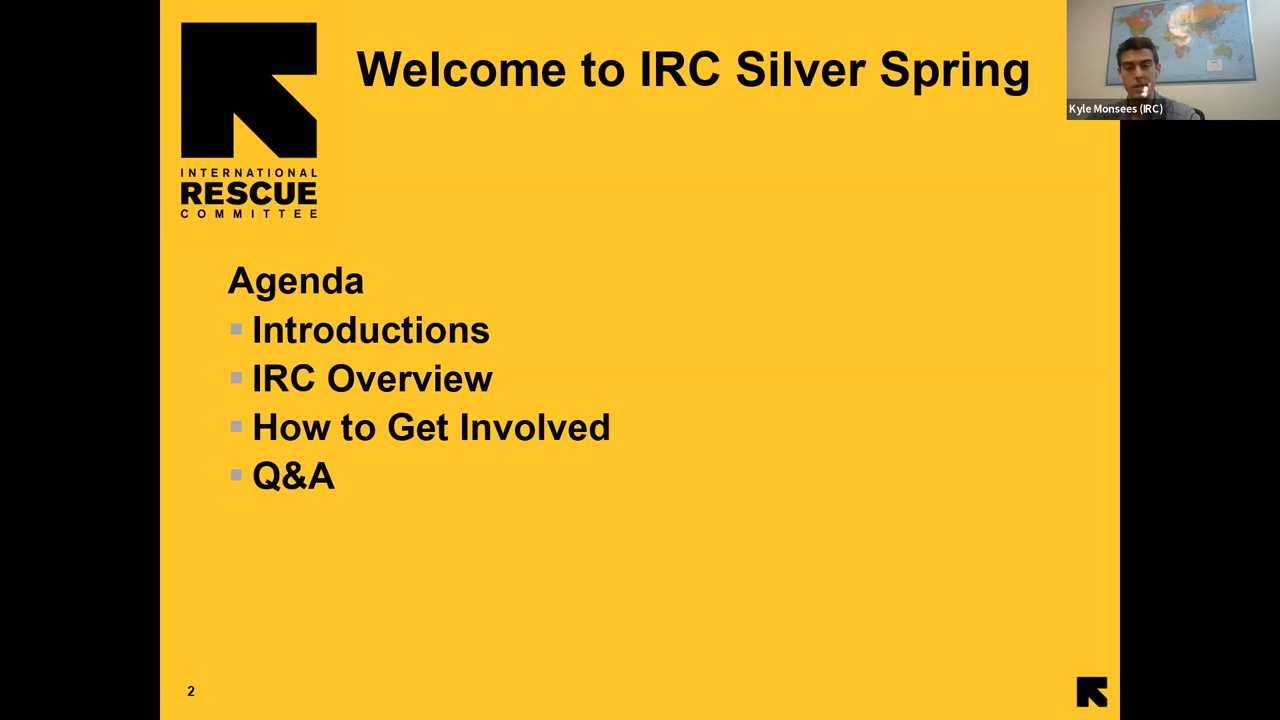 Welcome to IRC Silver Spring
Kyle Monsees (IRC)
INTERNATIONAL
RESCUE
COMMITTEE
Agenda
Introductions
IRC Overview
How to Get Involved
Q&A
2